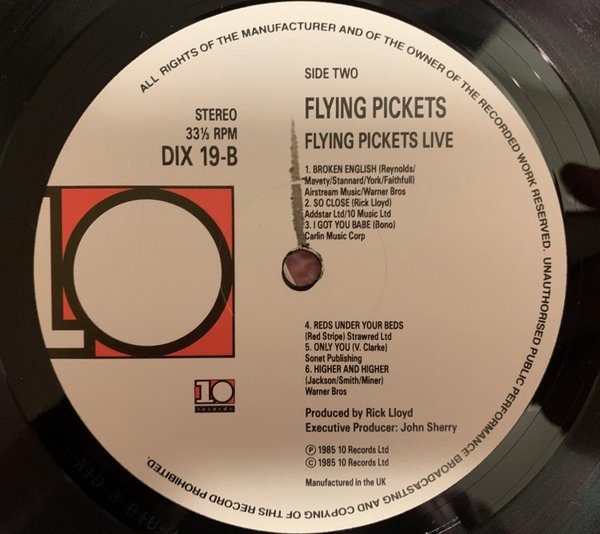 ALL RIGHTS OF THE MANUFACTURER AND OF THE OWNER OF THE RECORDED WORK RESERVED. UNAUTHORISED PUBLIC PERFORMANCE BROADCASTING AND COPYING OF THIS RECORD PROHIBITED.
SIDE TWO
STEREO
33⅓ RPM
DIX 19-B
FLYING PICKETS
FLYING PICKETS LIVE
1. BROKEN ENGLISH (Reynolds/
Mavety/Stannard/York/Faithfull)
Airstream Music/Warner Bros
2. SO CLOSE (Rick Lloyd)
Addstar Ltd/10 Music Ltd
3. I GOT YOU BABE (Bono)
Carlin Music Corp
10
4. REDS UNDER YOUR BEDS
(Red Stripe) Strawred Ltd
5. ONLY YOU (V. Clarke)
Sonet Publishing
6. HIGHER AND HIGHER
(Jackson/Smith/Miner)
Warner Bros
10
records
Produced by Rick Lloyd
Executive Producer: John Sherry
Ⓟ 1985 10 Records Ltd
© 1985 10 Records Ltd
Manufactured in the UK